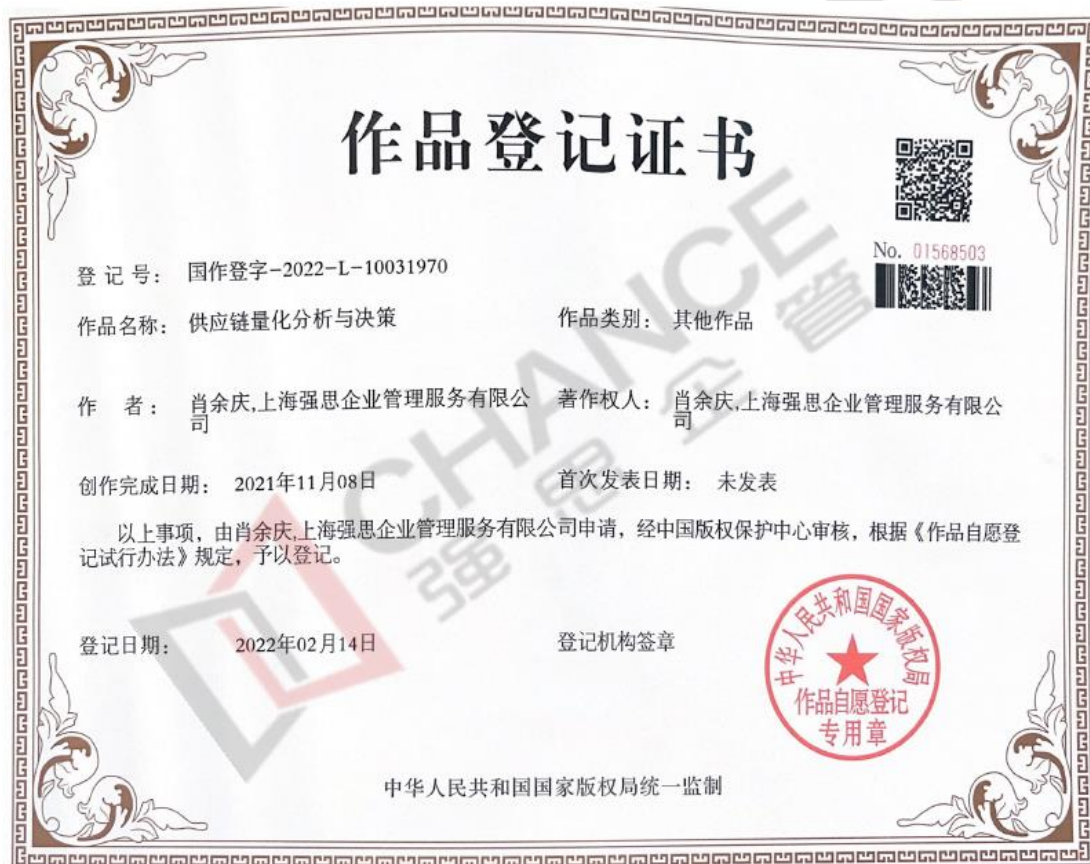 作品登记证书
No. 01568503
登 记 号： 国作登字-2022-L-10031970
作品名称： 供应链量化分析与决策
作品类别： 其他作品
作 者： 肖余庆,上海强思企业管理服务有限公
司
著作权人： 肖余庆,上海强思企业管理服务有限公
司
创作完成日期： 2021年11月08日
首次发表日期： 未发表
以上事项，由肖余庆,上海强思企业管理服务有限公司申请，经中国版权保护中心审核，根据《作品自愿登
记试行办法》规定，予以登记。
登记日期： 2022年02月14日
登记机构签章
中华人民共和国国家版权局
作品自愿登记
专用章
中华人民共和国国家版权局统一监制
CHANCE
强思企管